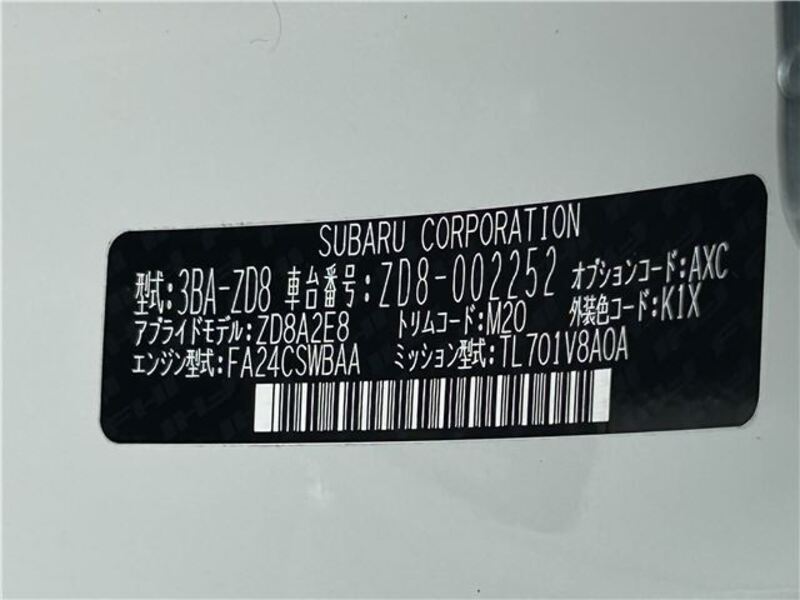 SUBARU CORPORATION
型式:3BA-ZD8 車台番号:ZD8-002252 オプションコード:AXC
アプライドモデル:ZD8A2E8 トリムコード:M20 外装色コード:K1X
エンジン型式:FA24CSWBAA ミッション型式:TL701V8A0A